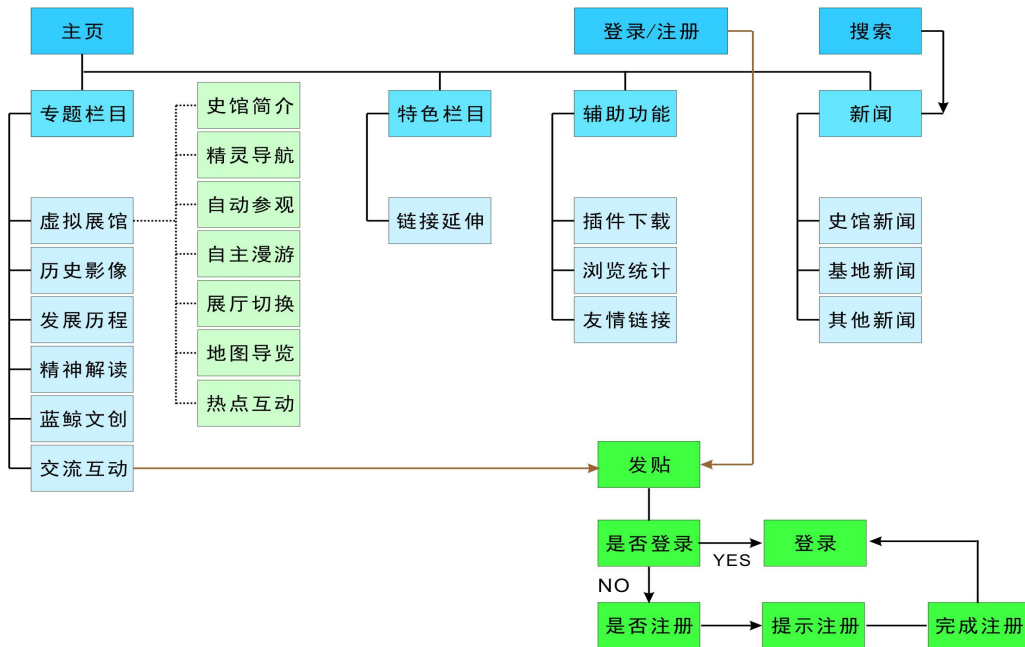 主页
登录/注册
搜索
专题栏目
史馆简介
特色栏目
辅助功能
新闻
精灵导航
虚拟展馆
自动参观
链接延伸
插件下载
史馆新闻
历史影像
自主漫游
浏览统计
基地新闻
发展历程
展厅切换
友情链接
其他新闻
精神解读
地图导览
蓝鲸文创
热点互动
交流互动
发贴
是否登录
YES
登录
NO
是否注册
提示注册
完成注册